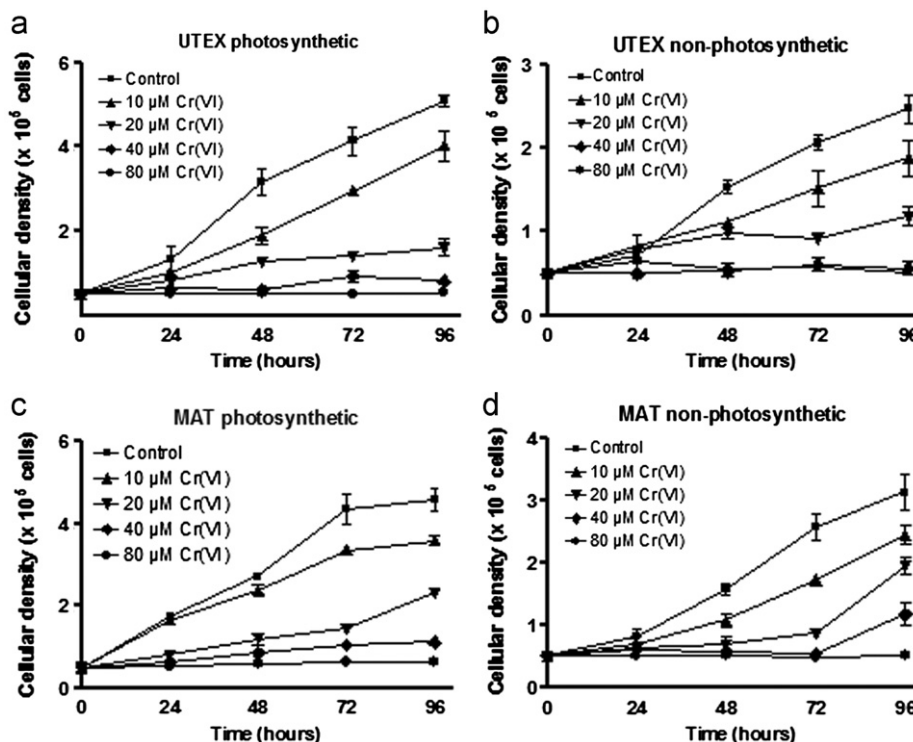 a
UTEX photosynthetic
Cellular density (x 10⁶ cells)
6
4
2
0
Control
10 µM Cr(VI)
20 µM Cr(VI)
40 µM Cr(VI)
80 µM Cr(VI)
0 24 48 72 96
Time (hours)
b
UTEX non-photosynthetic
Cellular density (x 10⁶ cells)
3
2
1
0
Control
10 µM Cr(VI)
20 µM Cr(VI)
40 µM Cr(VI)
80 µM Cr(VI)
0 24 48 72 96
Time (hours)
c
MAT photosynthetic
Cellular density (x 10⁶ cells)
6
4
2
0
Control
10 µM Cr(VI)
20 µM Cr(VI)
40 µM Cr(VI)
80 µM Cr(VI)
0 24 48 72 96
Time (hours)
d
MAT non-photosynthetic
Cellular density (x 10⁶ cells)
4
3
2
1
0
Control
10 µM Cr(VI)
20 µM Cr(VI)
40 µM Cr(VI)
80 µM Cr(VI)
0 24 48 72 96
Time (hours)